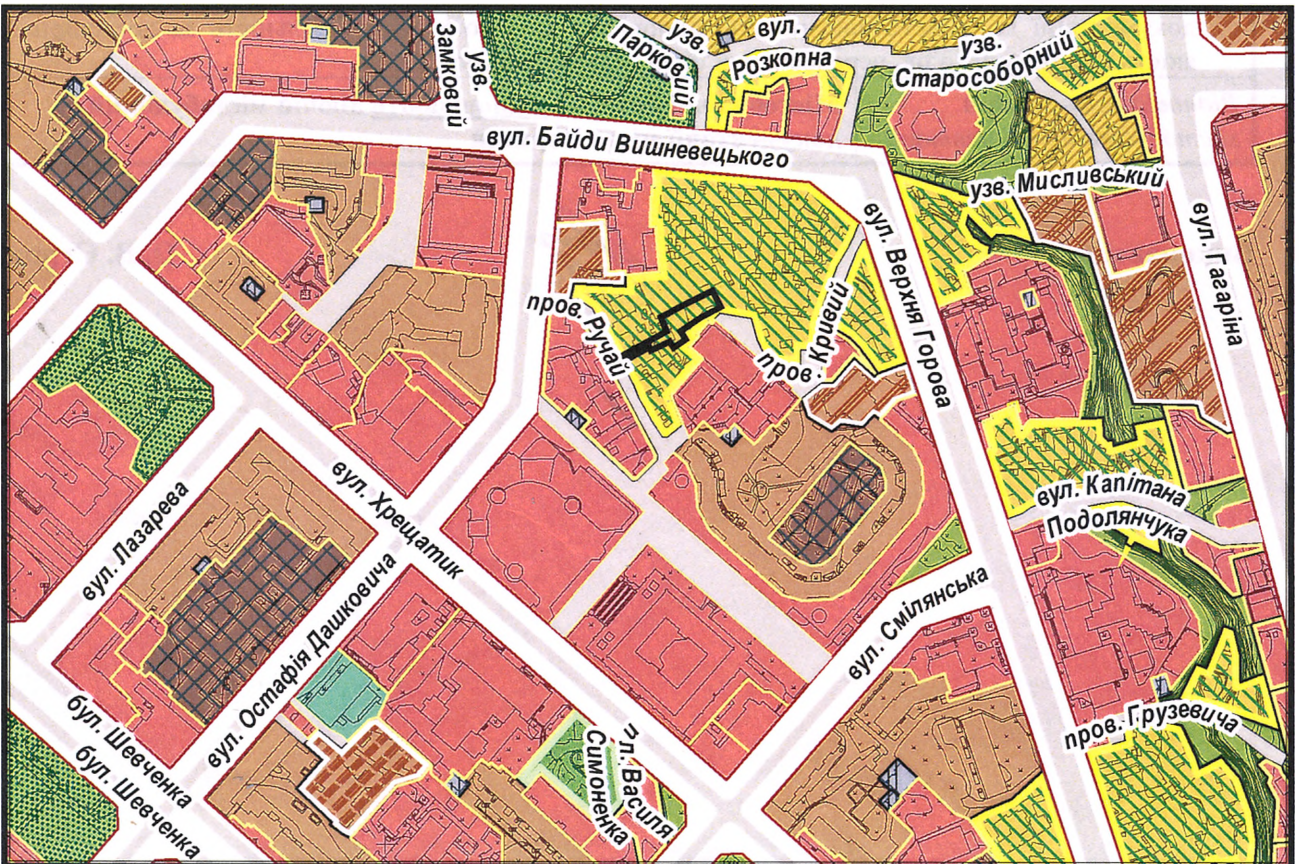 узв.
Замковий
узв.
Парковий
вул.
Розкопна
узв.
Старособорний
вул. Байди Вишневецького
узв. Мисливський
вул. Верхня Горова
вул. Гагаріна
пров. Ручай
пров. Кривий
вул. Капітана
Подолянчука
вул. Хрещатик
вул. Лазарева
вул. Остафія Дашковича
вул. Смілянська
бул. Шевченка
бул. Шевченка
пл. Василя
Симоненка
пров. Грузевича